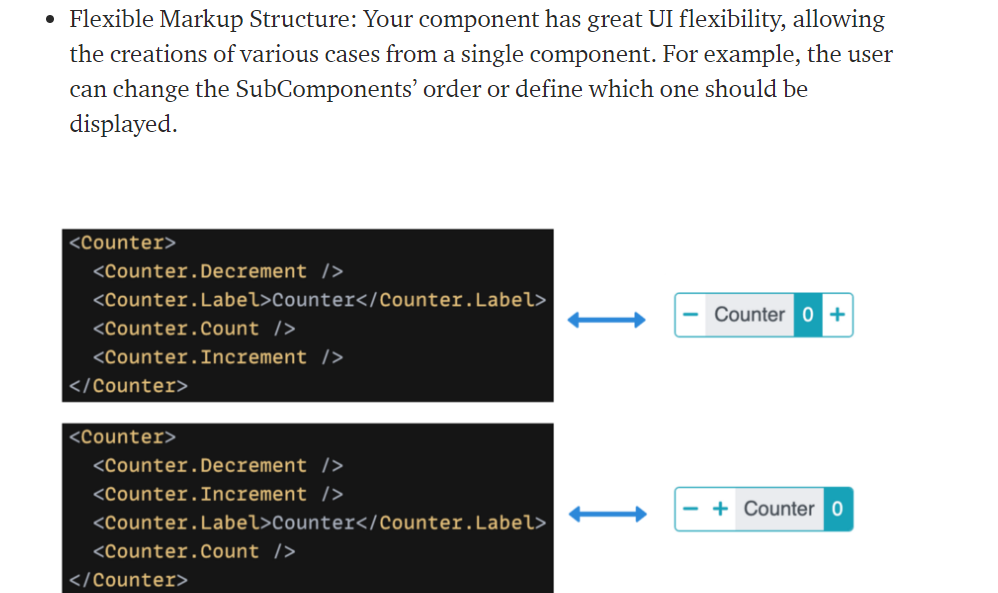 • Flexible Markup Structure: Your component has great UI flexibility, allowing
the creations of various cases from a single component. For example, the user
can change the SubComponents’ order or define which one should be
displayed.
<Counter>
  <Counter.Decrement />
  <Counter.Label>Counter</Counter.Label>
  <Counter.Count />
  <Counter.Increment />
</Counter>
− Counter 0 +
<Counter>
  <Counter.Decrement />
  <Counter.Increment />
  <Counter.Label>Counter</Counter.Label>
  <Counter.Count />
</Counter>
− + Counter 0